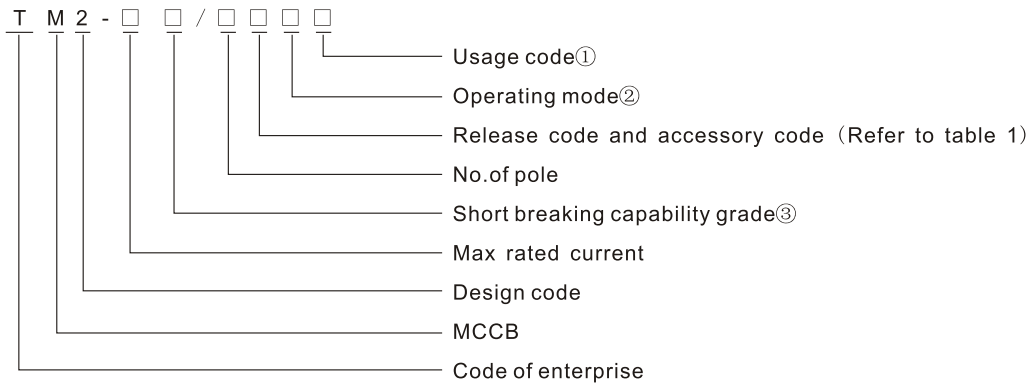 T M 2 - □ □ / □ □ □ □
Usage code①
Operating mode②
Release code and accessory code (Refer to table 1)
No.of pole
Short breaking capability grade③
Max rated current
Design code
MCCB
Code of enterprise